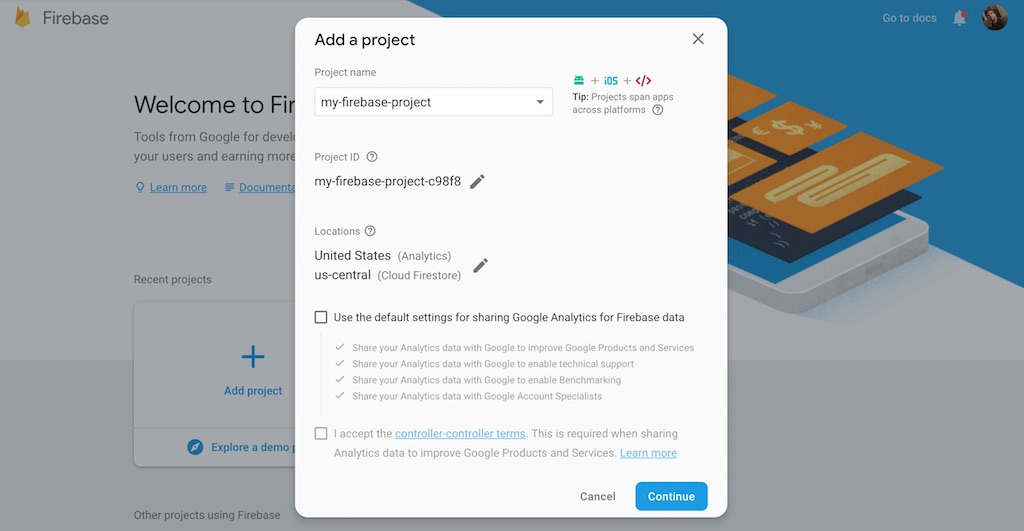 Firebase
Go to docs
Welcome to Fir
Tools from Google for develo
your users and earning more
Learn more
Documenta
Recent projects
Add project
Explore a demo p
Other projects using Firebase
Add a project
Project name
my-firebase-project
+ iOS + </>
Tip: Projects span apps
across platforms ?
Project ID ?
my-firebase-project-c98f8
Locations ?
United States (Analytics)
us-central (Cloud Firestore)
Use the default settings for sharing Google Analytics for Firebase data
Share your Analytics data with Google to improve Google Products and Services
Share your Analytics data with Google to enable technical support
Share your Analytics data with Google to enable Benchmarking
Share your Analytics data with Google Account Specialists
I accept the controller-controller terms. This is required when sharing
Analytics data to improve Google Products and Services. Learn more
Cancel
Continue